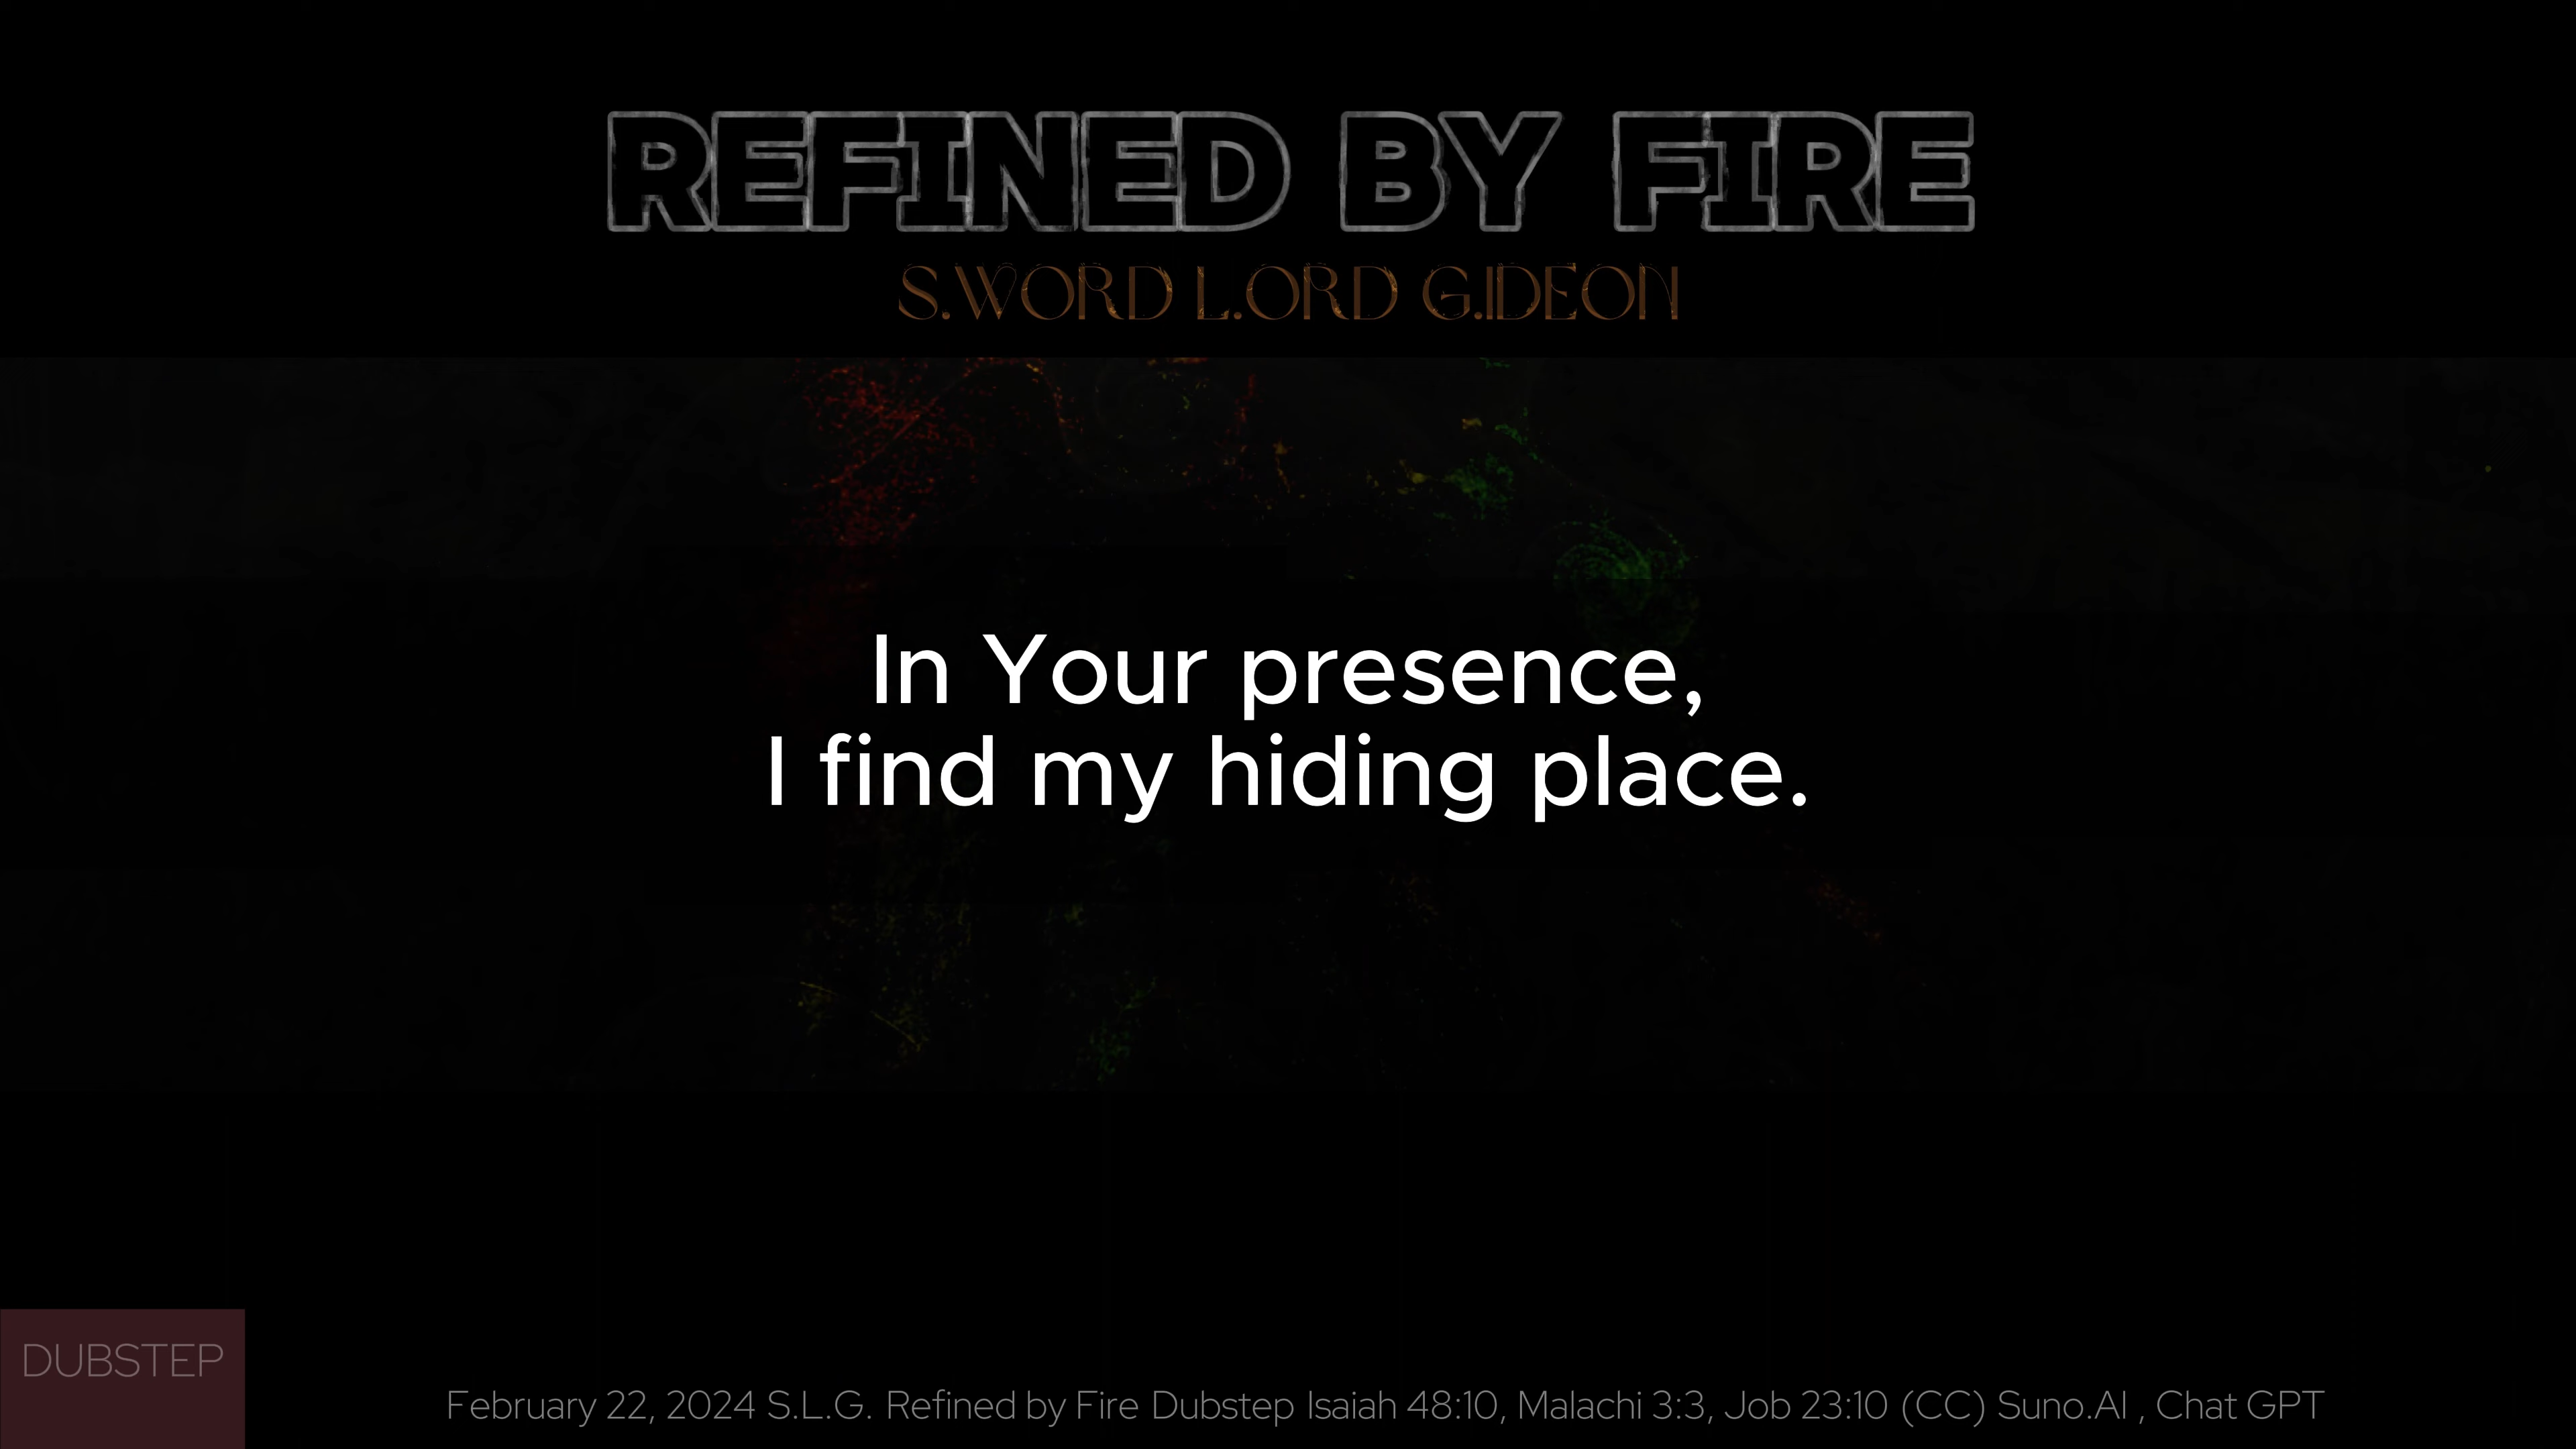 REFINED BY FIRE
S.WORD L.ORD G.IDEON
In Your presence,
I find my hiding place.
DUBSTEP
February 22, 2024 S.L.G. Refined by Fire Dubstep Isaiah 48:10, Malachi 3:3, Job 23:10 (CC) Suno.AI , Chat GPT